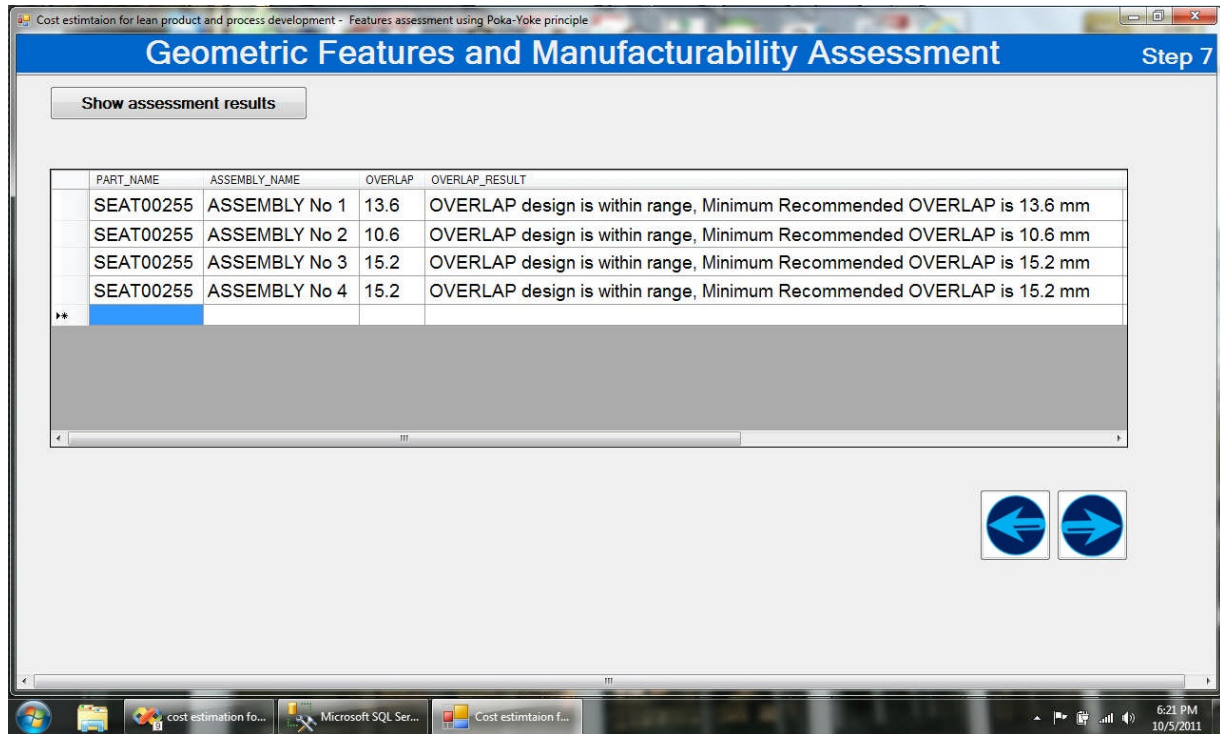 Cost estimtaion for lean product and process development - Features assessment using Poka-Yoke principle
Geometric Features and Manufacturability Assessment Step 7
Show assessment results
PART_NAME ASSEMBLY_NAME OVERLAP OVERLAP_RESULT
SEAT00255 ASSEMBLY No 1 13.6 OVERLAP design is within range, Minimum Recommended OVERLAP is 13.6 mm
SEAT00255 ASSEMBLY No 2 10.6 OVERLAP design is within range, Minimum Recommended OVERLAP is 10.6 mm
SEAT00255 ASSEMBLY No 3 15.2 OVERLAP design is within range, Minimum Recommended OVERLAP is 15.2 mm
SEAT00255 ASSEMBLY No 4 15.2 OVERLAP design is within range, Minimum Recommended OVERLAP is 15.2 mm
cost estimation fo... Microsoft SQL Ser... Cost estimtaion f... 6:21 PM
10/5/2011